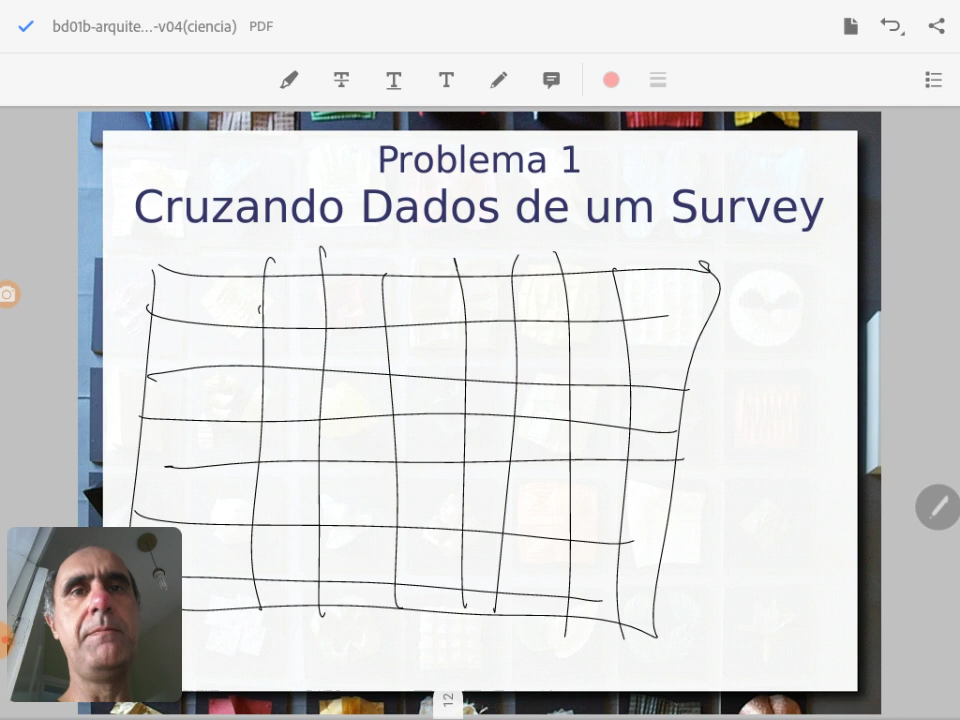 bd01b-arquite...-v04(ciencia) PDF
T T T
Problema 1
Cruzando Dados de um Survey
12